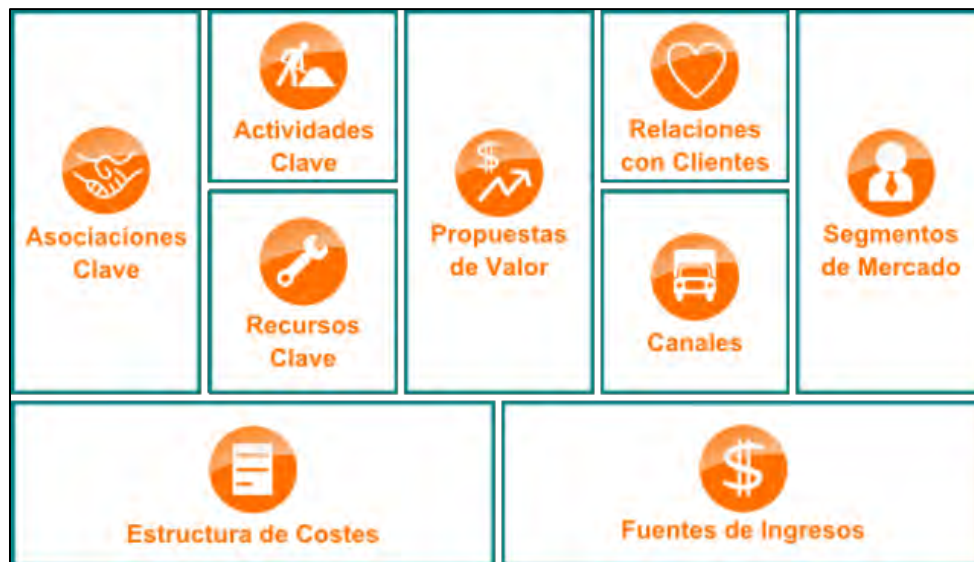 Asociaciones
Clave
Actividades
Clave
Recursos
Clave
Propuestas
de Valor
Relaciones
con Clientes
Canales
Segmentos
de Mercado
Estructura de Costes
Fuentes de Ingresos